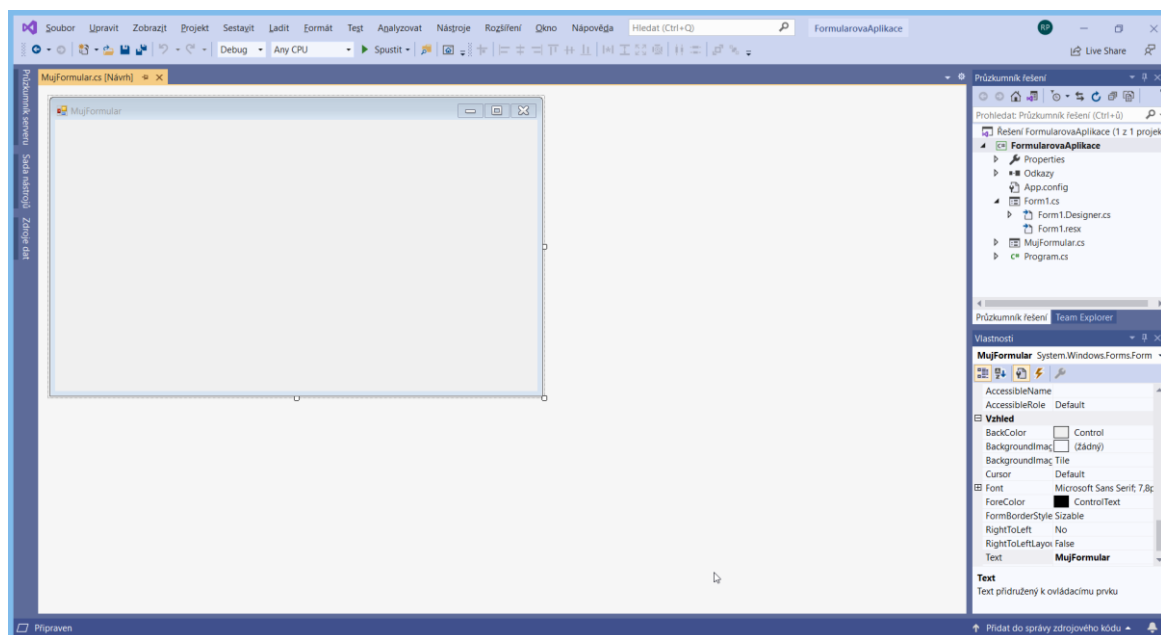 Soubor Upravit Zobrazit Projekt Sestavit Ladit Formát Test Analyzovat Nástroje Rozšíření Okno Nápověda Hledat (Ctrl+Q) FormularovaAplikace RP
Debug Any CPU Spustit Live Share
MujFormular.cs [Návrh]
Průzkumník serveru
Sada nástrojů
Zdroje dat
MujFormular
Průzkumník řešení
Prohledat: Průzkumník řešení (Ctrl+ů)
Řešení FormularovaAplikace (1 z 1 projek
FormularovaAplikace
Properties
Odkazy
App.config
Form1.cs
Form1.Designer.cs
Form1.resx
MujFormular.cs
C# Program.cs
Průzkumník řešení Team Explorer
Vlastnosti
MujFormular System.Windows.Forms.Form
AccessibleName
AccessibleRole Default
Vzhled
BackColor Control
BackgroundImag (žádný)
BackgroundImag Tile
Cursor Default
Font Microsoft Sans Serif; 7,8p
ForeColor ControlText
FormBorderStyle Sizable
RightToLeft No
RightToLeftLayou False
Text MujFormular
Text
Text přidružený k ovládacímu prvku
Připraven Přidat do správy zdrojového kódu